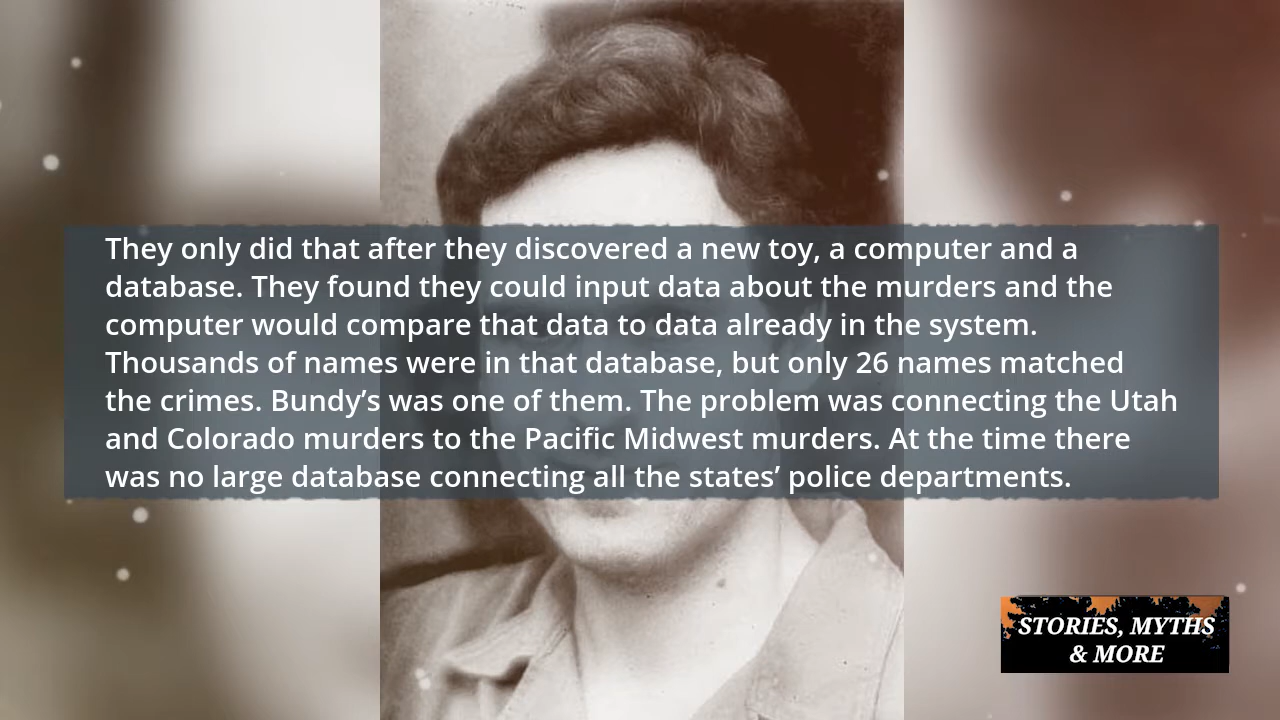 They only did that after they discovered a new toy, a computer and a
database. They found they could input data about the murders and the
computer would compare that data to data already in the system.
Thousands of names were in that database, but only 26 names matched
the crimes. Bundy’s was one of them. The problem was connecting the Utah
and Colorado murders to the Pacific Midwest murders. At the time there
was no large database connecting all the states’ police departments.
STORIES, MYTHS
& MORE